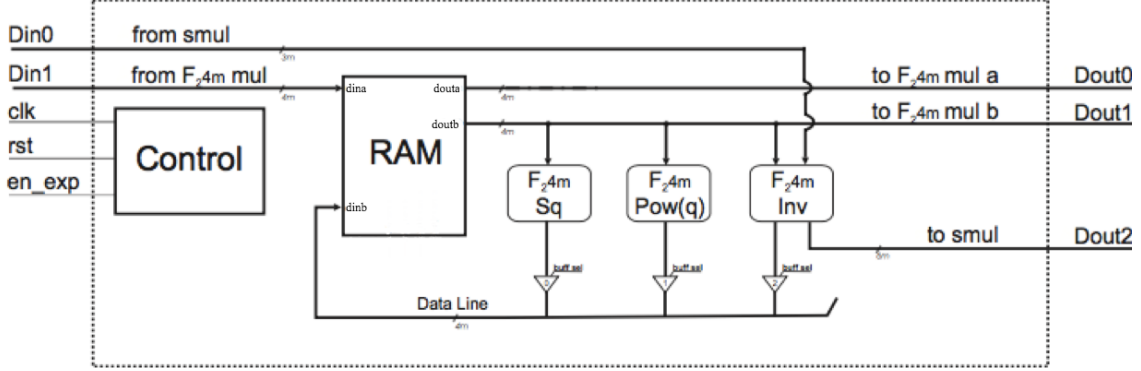 Din0 from smul
3m
Din1 from F₂4m mul
4m
dina douta
4m
to F₂4m mul a Dout0
clk
doutb
4m
to F₂4m mul b Dout1
rst
Control
RAM
en_exp
F₂4m
Sq
F₂4m
Pow(q)
F₂4m
Inv
dinb
to smul Dout2
buff sel
buff sel
buff sel
0
1
2
Data Line
4m